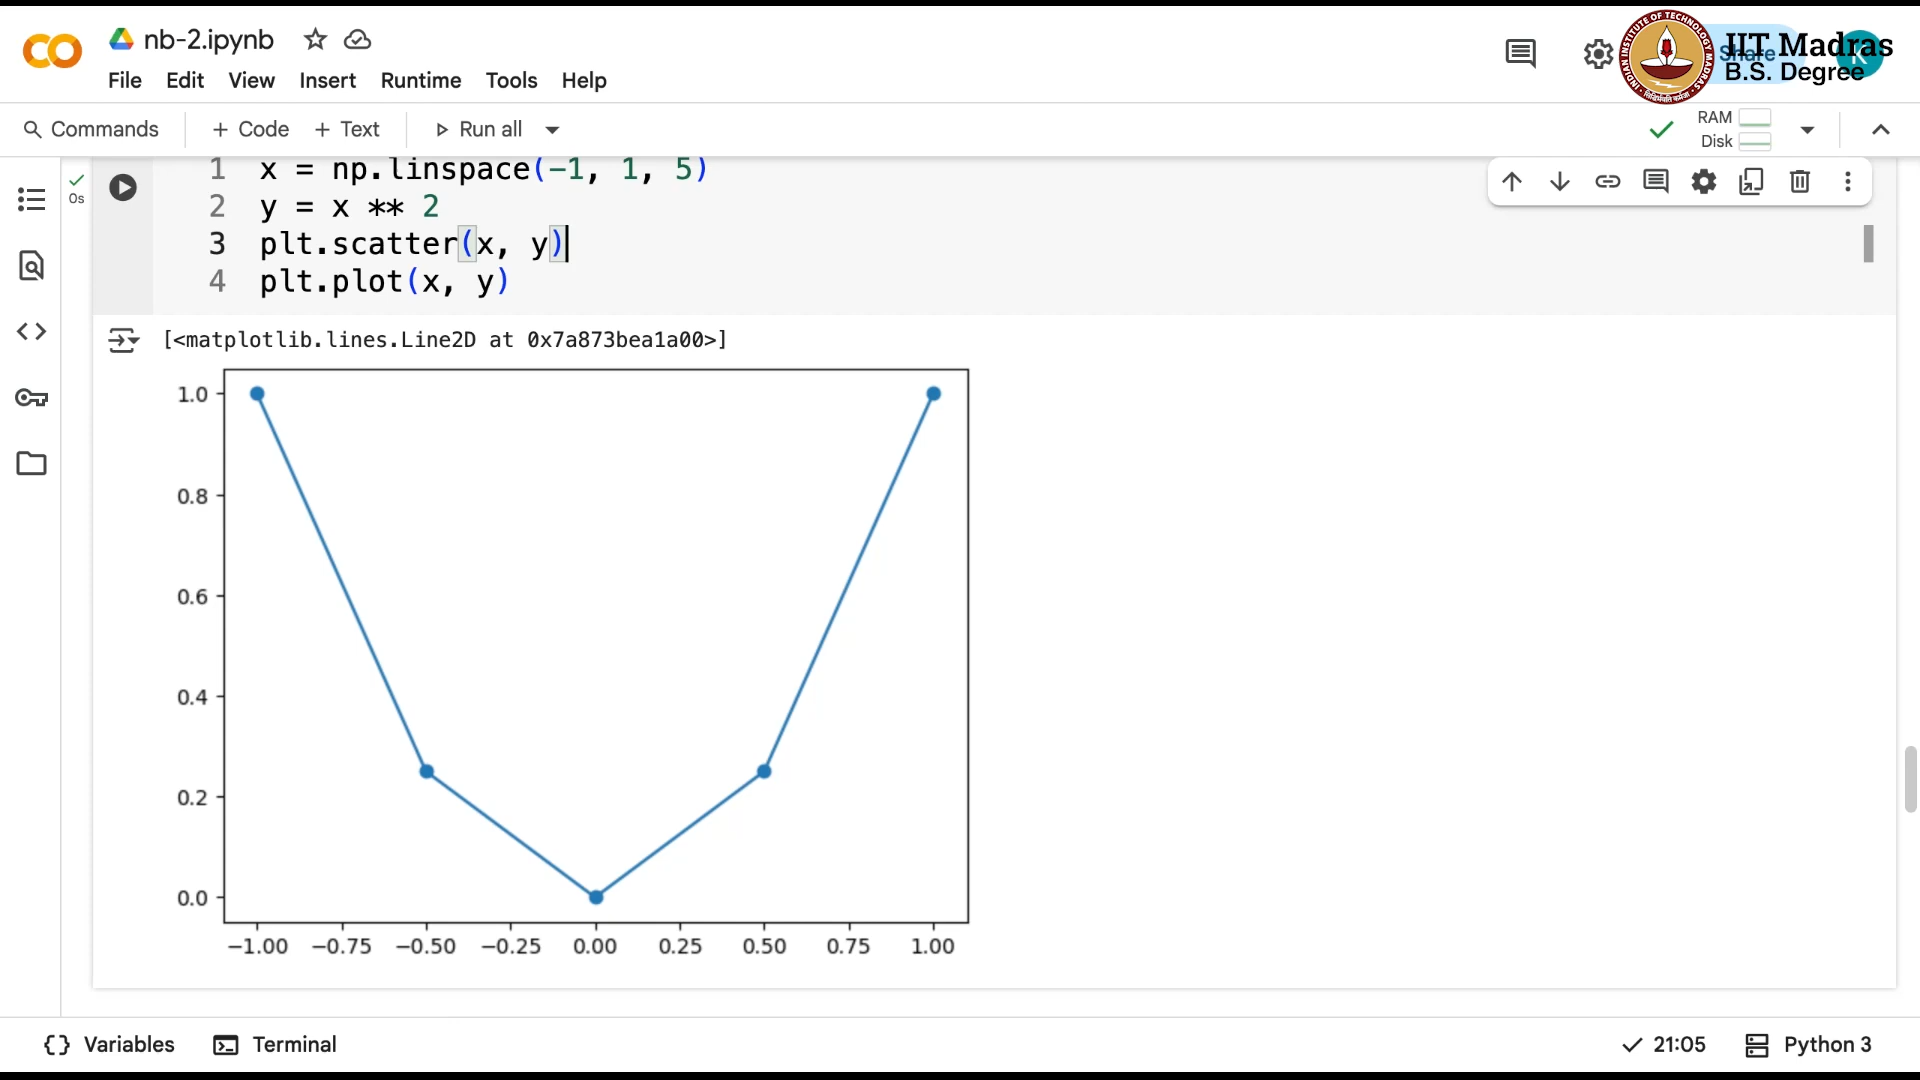 nb-2.ipynb
IIT Madras
B.S. Degree
File Edit View Insert Runtime Tools Help
Commands + Code + Text Run all
RAM
Disk
0s
1 x = np.linspace(-1, 1, 5)
2 y = x ** 2
3 plt.scatter(x, y)
4 plt.plot(x, y)
[<matplotlib.lines.Line2D at 0x7a873bea1a00>]
1.0
0.8
0.6
0.4
0.2
0.0
−1.00 −0.75 −0.50 −0.25 0.00 0.25 0.50 0.75 1.00
{} Variables Terminal 21:05 Python 3